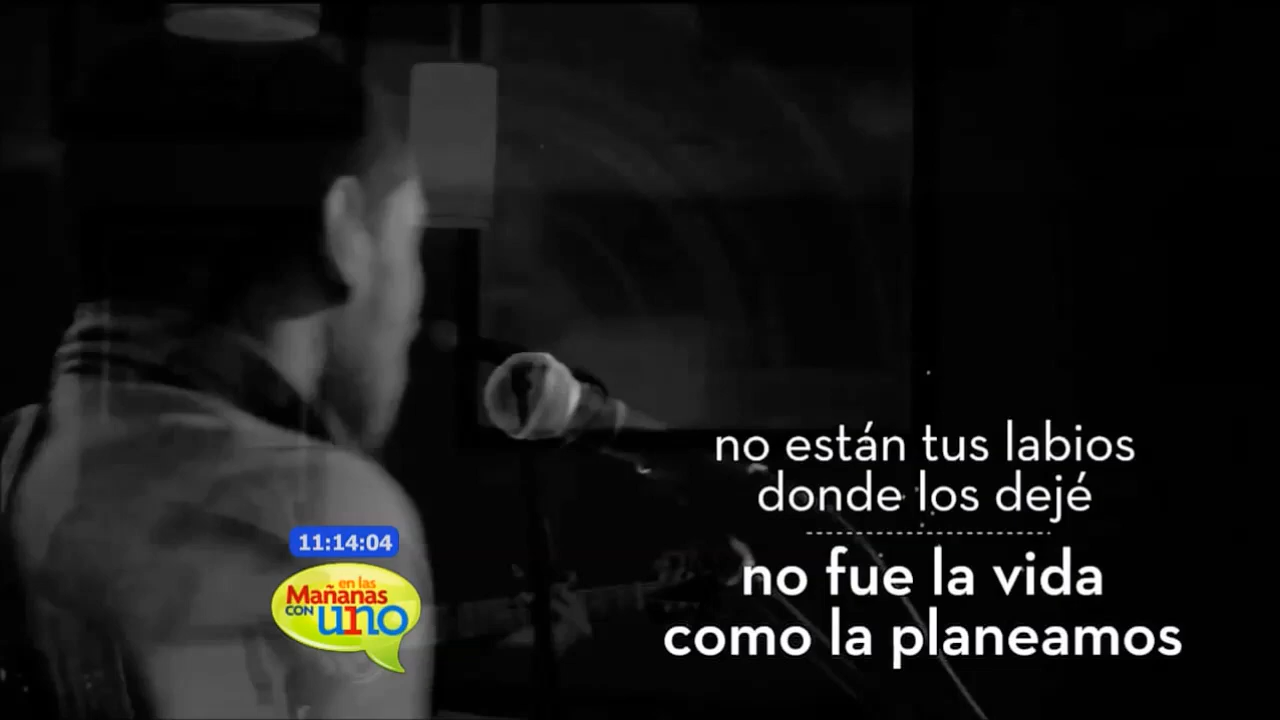 no están tus labios
donde los dejé
no fue la vida
como la planeamos
11:14:04
en las
Mañanas
CON uno